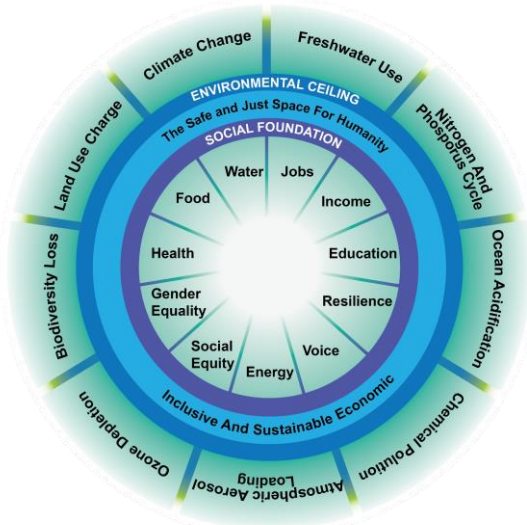 Climate Change
Freshwater Use
Nitrogen And
Phosporus Cycle
Ocean Acidification
Chemical Polution
Atmospheric Aerosol
Loading
Ozone Depletion
Biodiversity Loss
Land Use Charge
ENVIRONMENTAL CEILING
The Safe and Just Space For Humanity
SOCIAL FOUNDATION
Water
Jobs
Income
Education
Resilience
Voice
Energy
Social
Equity
Gender
Equality
Health
Food
Inclusive And Sustainable Economic